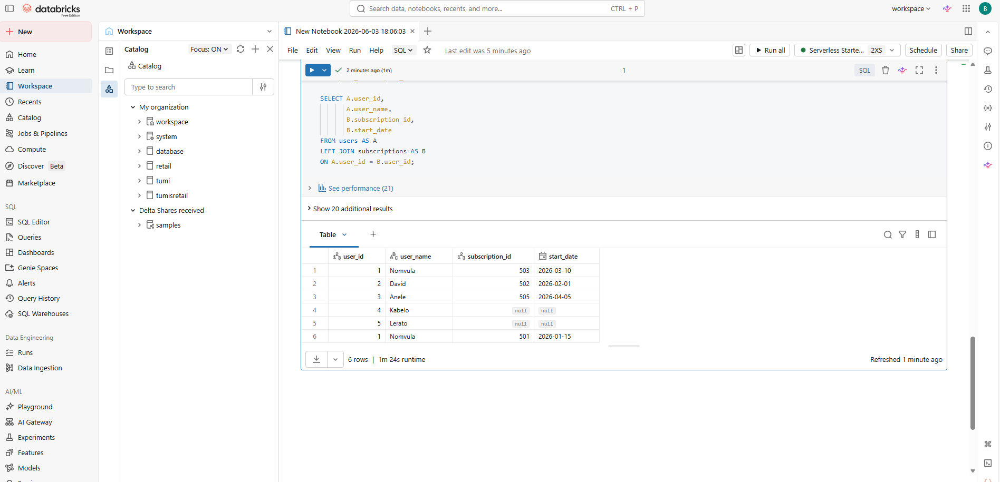 databricks
Free Edition
Search data, notebooks, recents, and more...
CTRL + P
workspace
B
New
Home
Learn
Workspace
Recents
Catalog
Jobs & Pipelines
Compute
Discover Beta
Marketplace
SQL
SQL Editor
Queries
Dashboards
Genie Spaces
Alerts
Query History
SQL Warehouses
Data Engineering
Runs
Data Ingestion
AI/ML
Playground
AI Gateway
Experiments
Features
Models
Workspace
Catalog
Focus: ON
Catalog
Type to search
My organization
workspace
system
database
retail
tumi
tumisretail
Delta Shares received
samples
New Notebook 2026-06-03 18:06:03
File Edit View Run Help SQL Last edit was 5 minutes ago
Run all Serverless Starte... 2XS Schedule Share
2 minutes ago (1m) 1 SQL
SELECT A.user_id,
A.user_name,
B.subscription_id,
B.start_date
FROM users AS A
LEFT JOIN subscriptions AS B
ON A.user_id = B.user_id;
See performance (21)
Show 20 additional results
Table
user_id user_name subscription_id start_date
1 1 Nomvula 503 2026-03-10
2 2 David 502 2026-02-01
3 3 Anele 505 2026-04-05
4 4 Kabelo null null
5 5 Lerato null null
6 1 Nomvula 501 2026-01-15
6 rows | 1m 24s runtime
Refreshed 1 minute ago